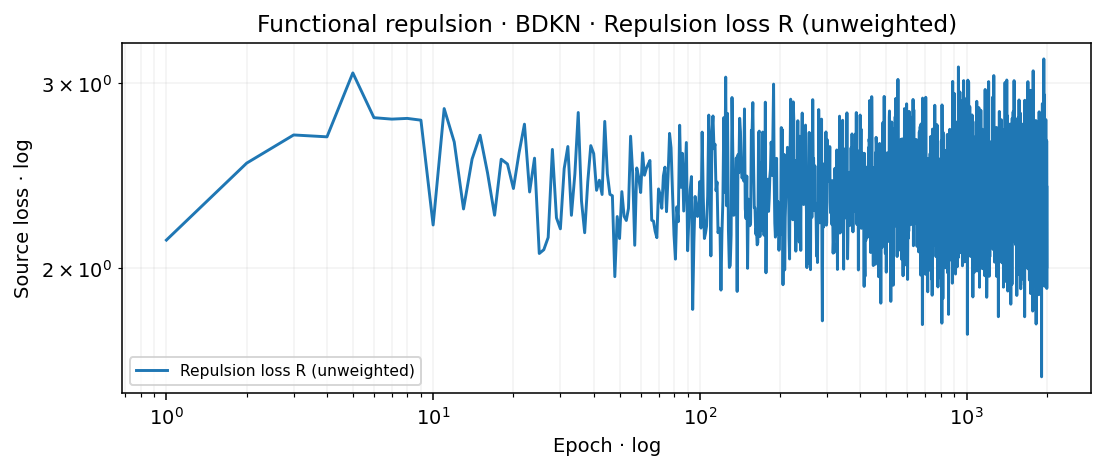 Functional repulsion · BDKN · Repulsion loss R (unweighted)
Source loss · log
3 × 10⁰
2 × 10⁰
Repulsion loss R (unweighted)
10⁰ 10¹ 10² 10³
Epoch · log